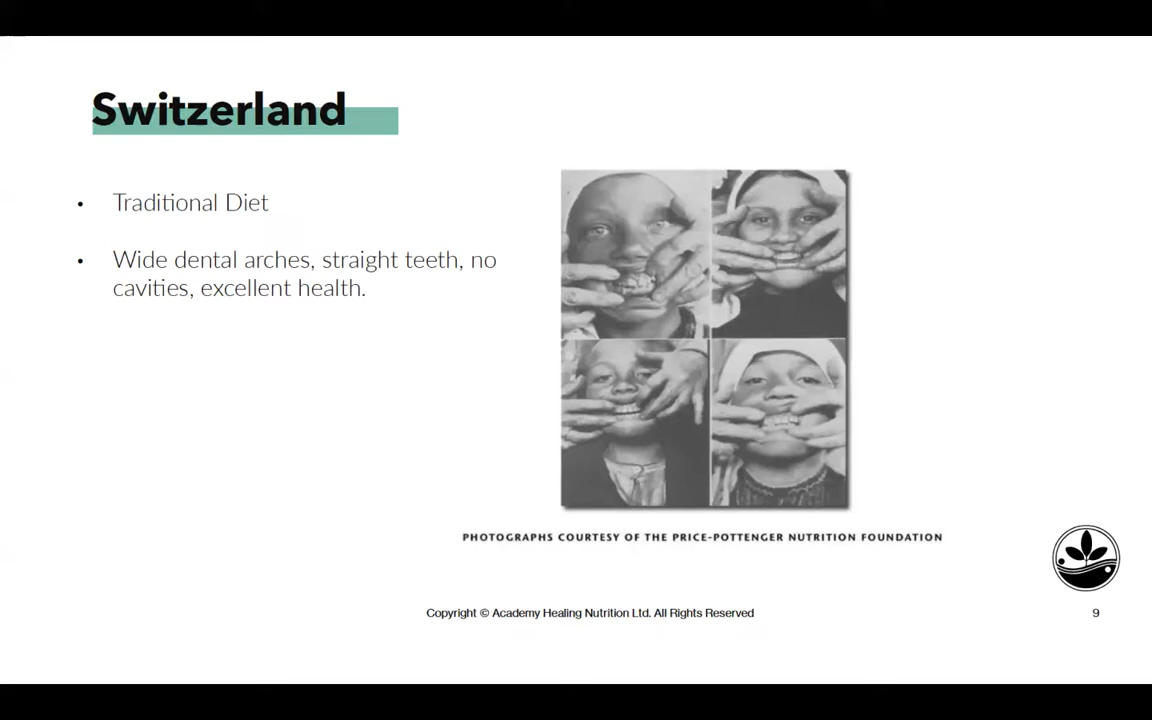 Switzerland
• Traditional Diet
• Wide dental arches, straight teeth, no
cavities, excellent health.
PHOTOGRAPHS COURTESY OF THE PRICE-POTTENGER NUTRITION FOUNDATION
Copyright © Academy Healing Nutrition Ltd. All Rights Reserved
9